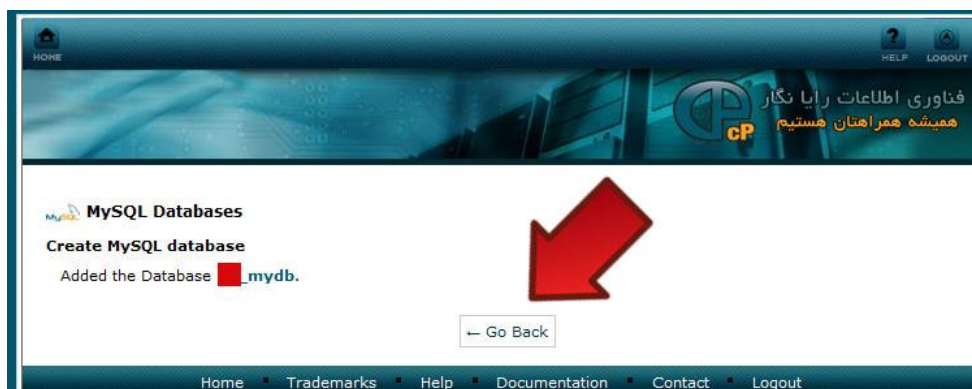 HOME
HELP LOGOUT
فناوری اطلاعات رایا نگار
همیشه همراهتان هستیم
cP
MySQL MySQL Databases
Create MySQL database
Added the Database _mydb.
← Go Back
Home Trademarks Help Documentation Contact Logout